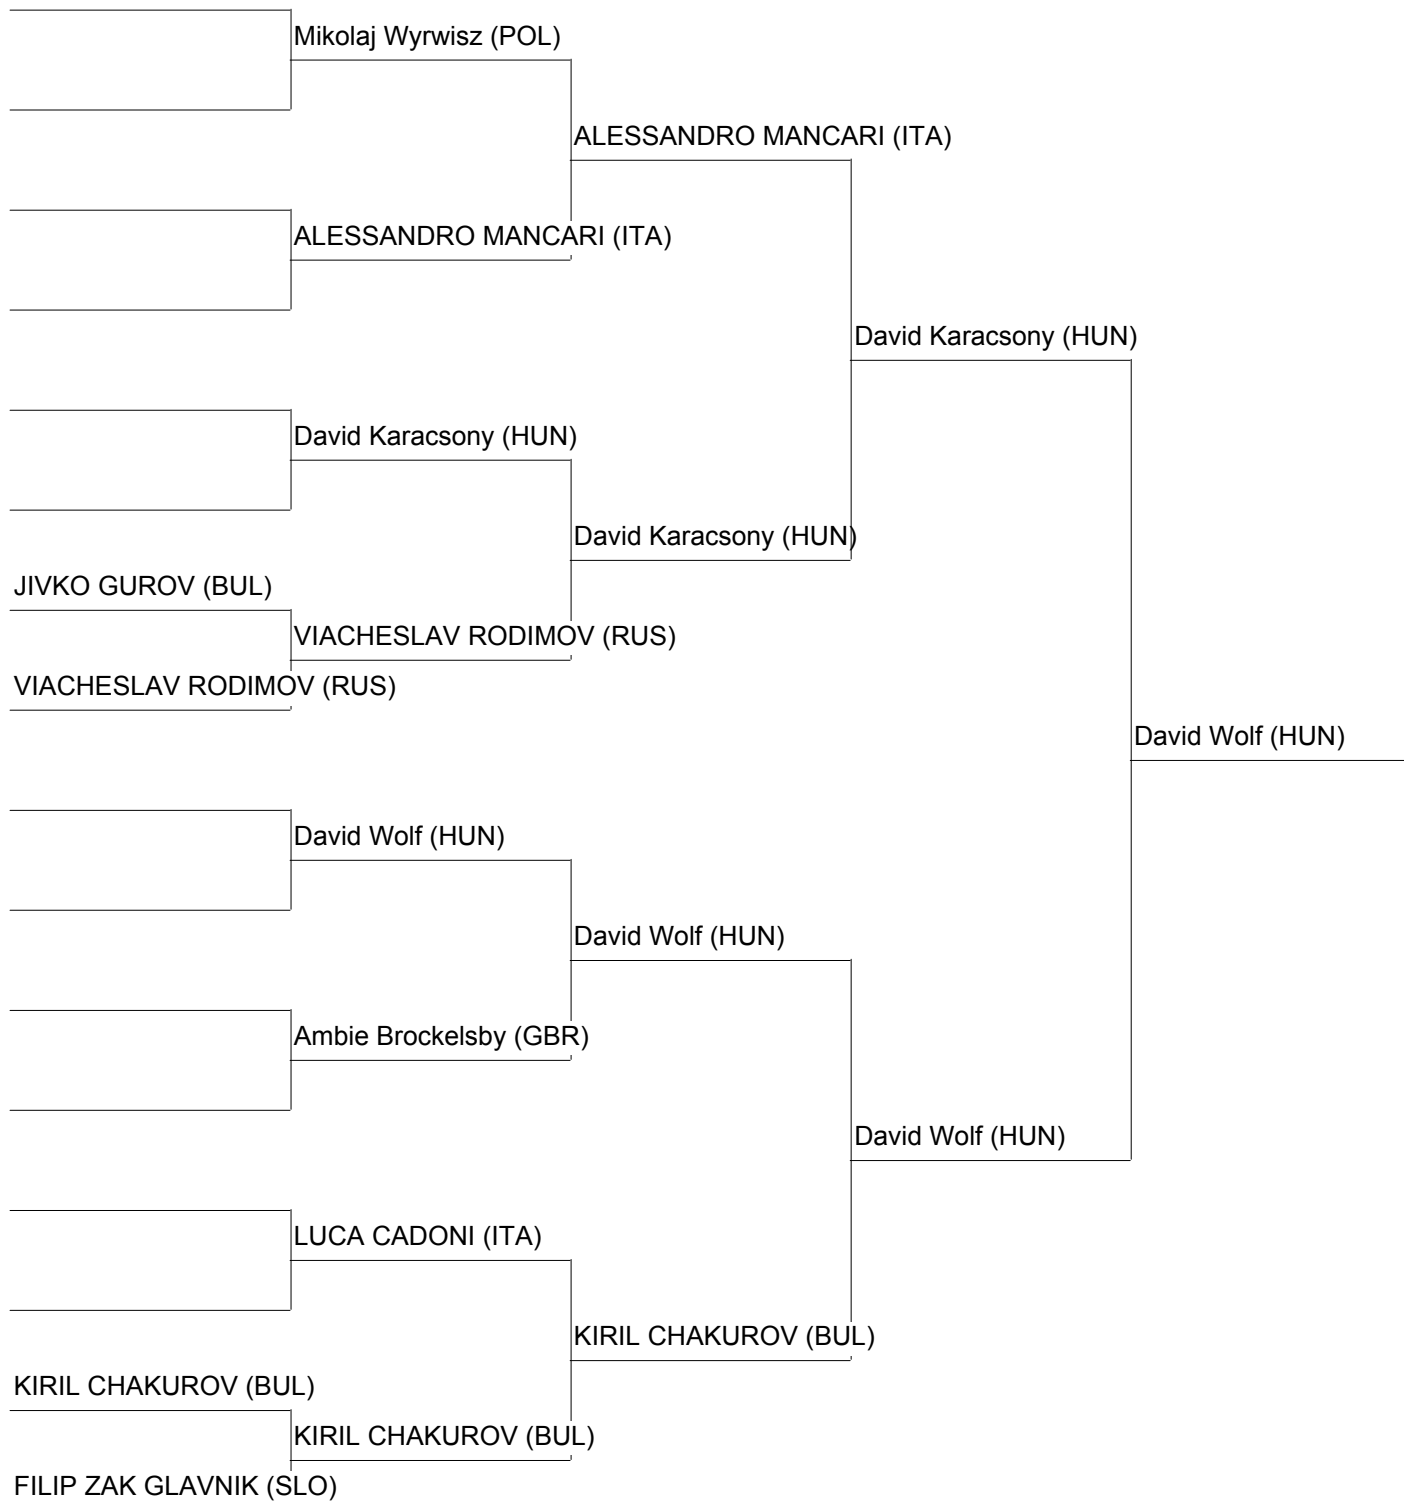 Mikolaj Wyrwisz (POL)
ALESSANDRO MANCARI (ITA)
ALESSANDRO MANCARI (ITA)
David Karacsony (HUN)
David Karacsony (HUN)
David Karacsony (HUN)
JIVKO GUROV (BUL)
VIACHESLAV RODIMOV (RUS)
VIACHESLAV RODIMOV (RUS)
David Wolf (HUN)
David Wolf (HUN)
David Wolf (HUN)
Ambie Brockelsby (GBR)
David Wolf (HUN)
LUCA CADONI (ITA)
KIRIL CHAKUROV (BUL)
KIRIL CHAKUROV (BUL)
KIRIL CHAKUROV (BUL)
FILIP ZAK GLAVNIK (SLO)